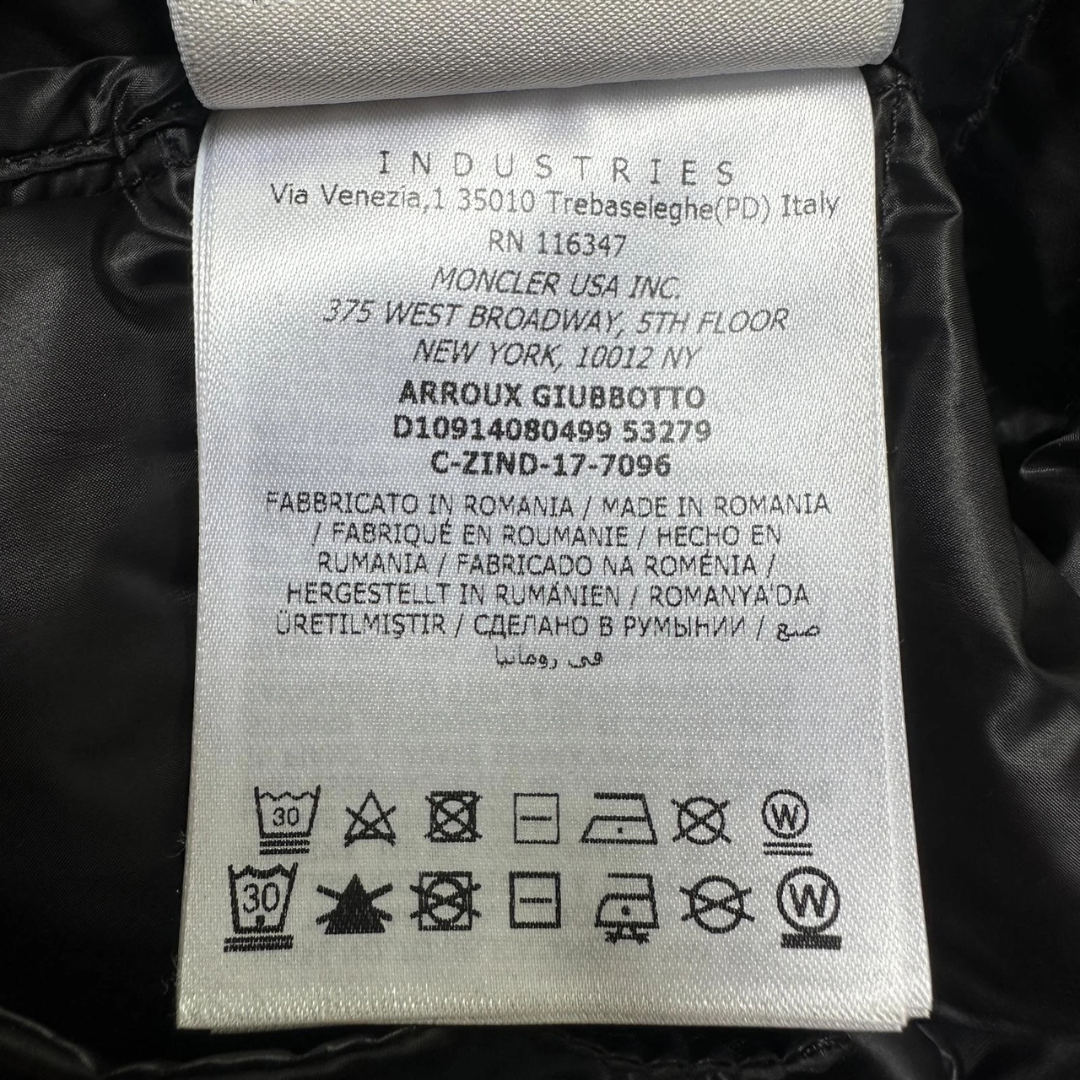 INDUSTRIES
Via Venezia,1 35010 Trebaseleghe(PD) Italy
RN 116347
MONCLER USA INC.
375 WEST BROADWAY, 5TH FLOOR
NEW YORK, 10012 NY
ARROUX GIUBBOTTO
D10914080499 53279
C-ZIND-17-7096
FABBRICATO IN ROMANIA / MADE IN ROMANIA
/ FABRIQUÉ EN ROUMANIE / HECHO EN
RUMANIA / FABRICADO NA ROMÉNIA /
HERGESTELLT IN RUMÄNIEN / ROMANYA'DA
ÜRETILMIŞTIR / СДЕЛАНО В РУМЫНИИ / صنع
في رومانيا
30 W
30 W